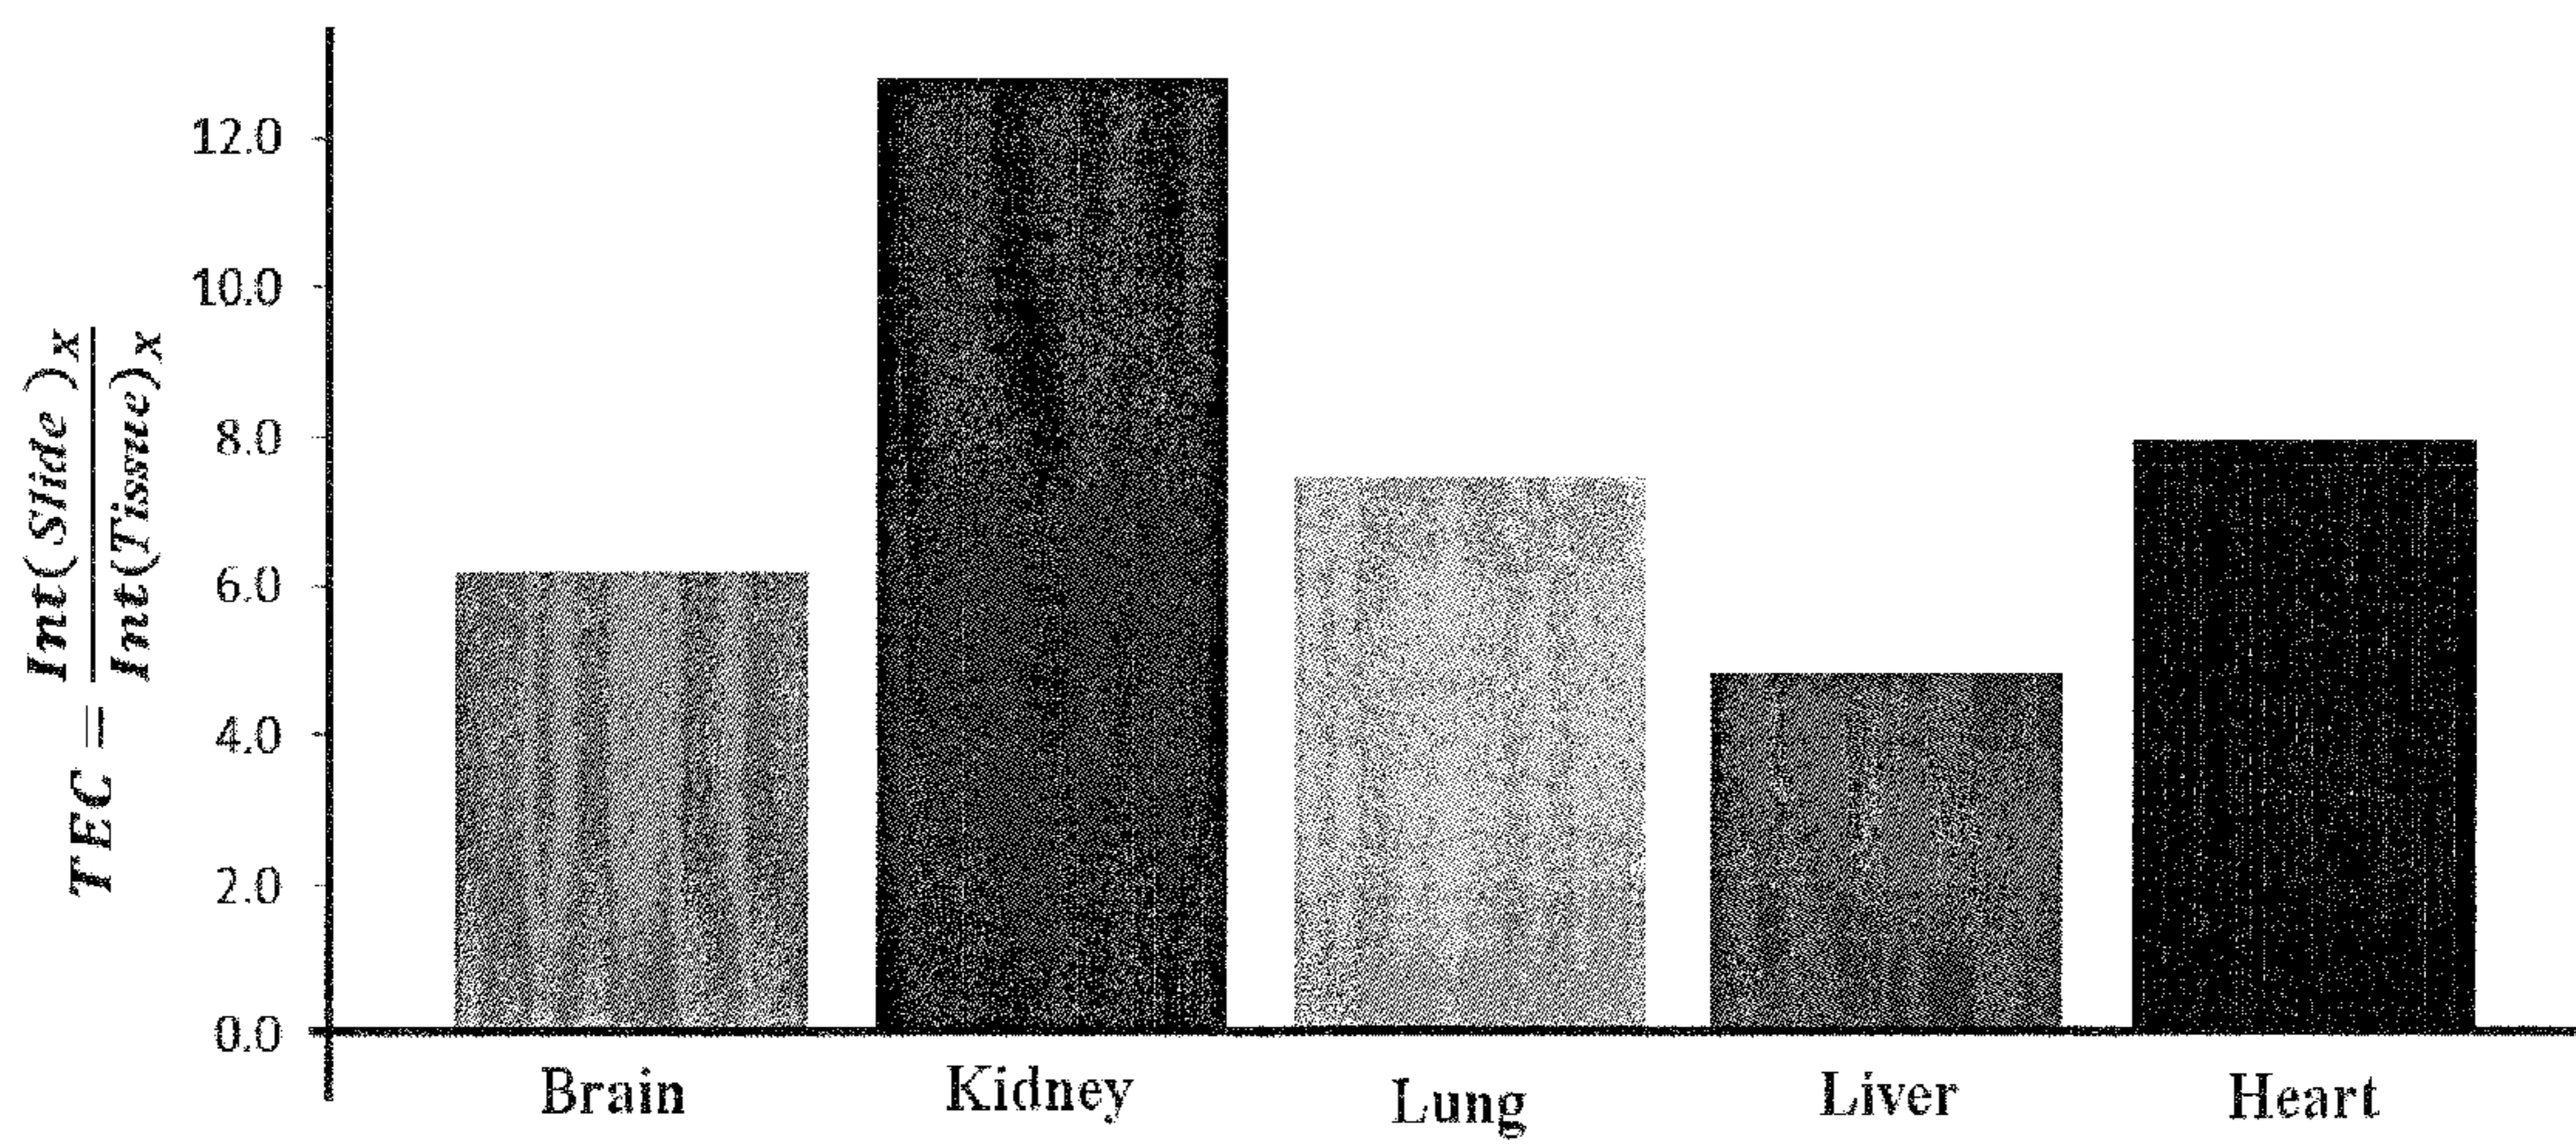 TEC = Int(Slide)x
Int(Tissue)x
12.0
10.0
8.0
6.0
4.0
2.0
0.0
Brain Kidney Lung Liver Heart